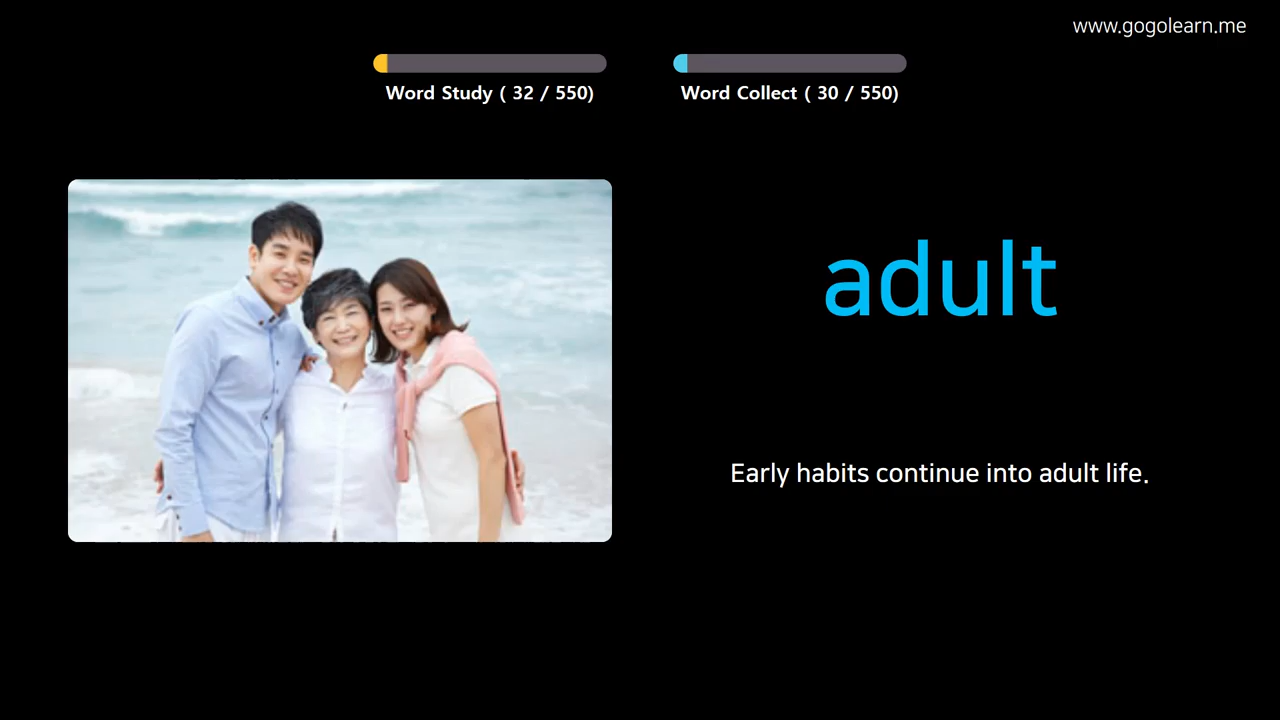 www.gogolearn.me
Word Study ( 32 / 550)
Word Collect ( 30 / 550)
adult
Early habits continue into adult life.